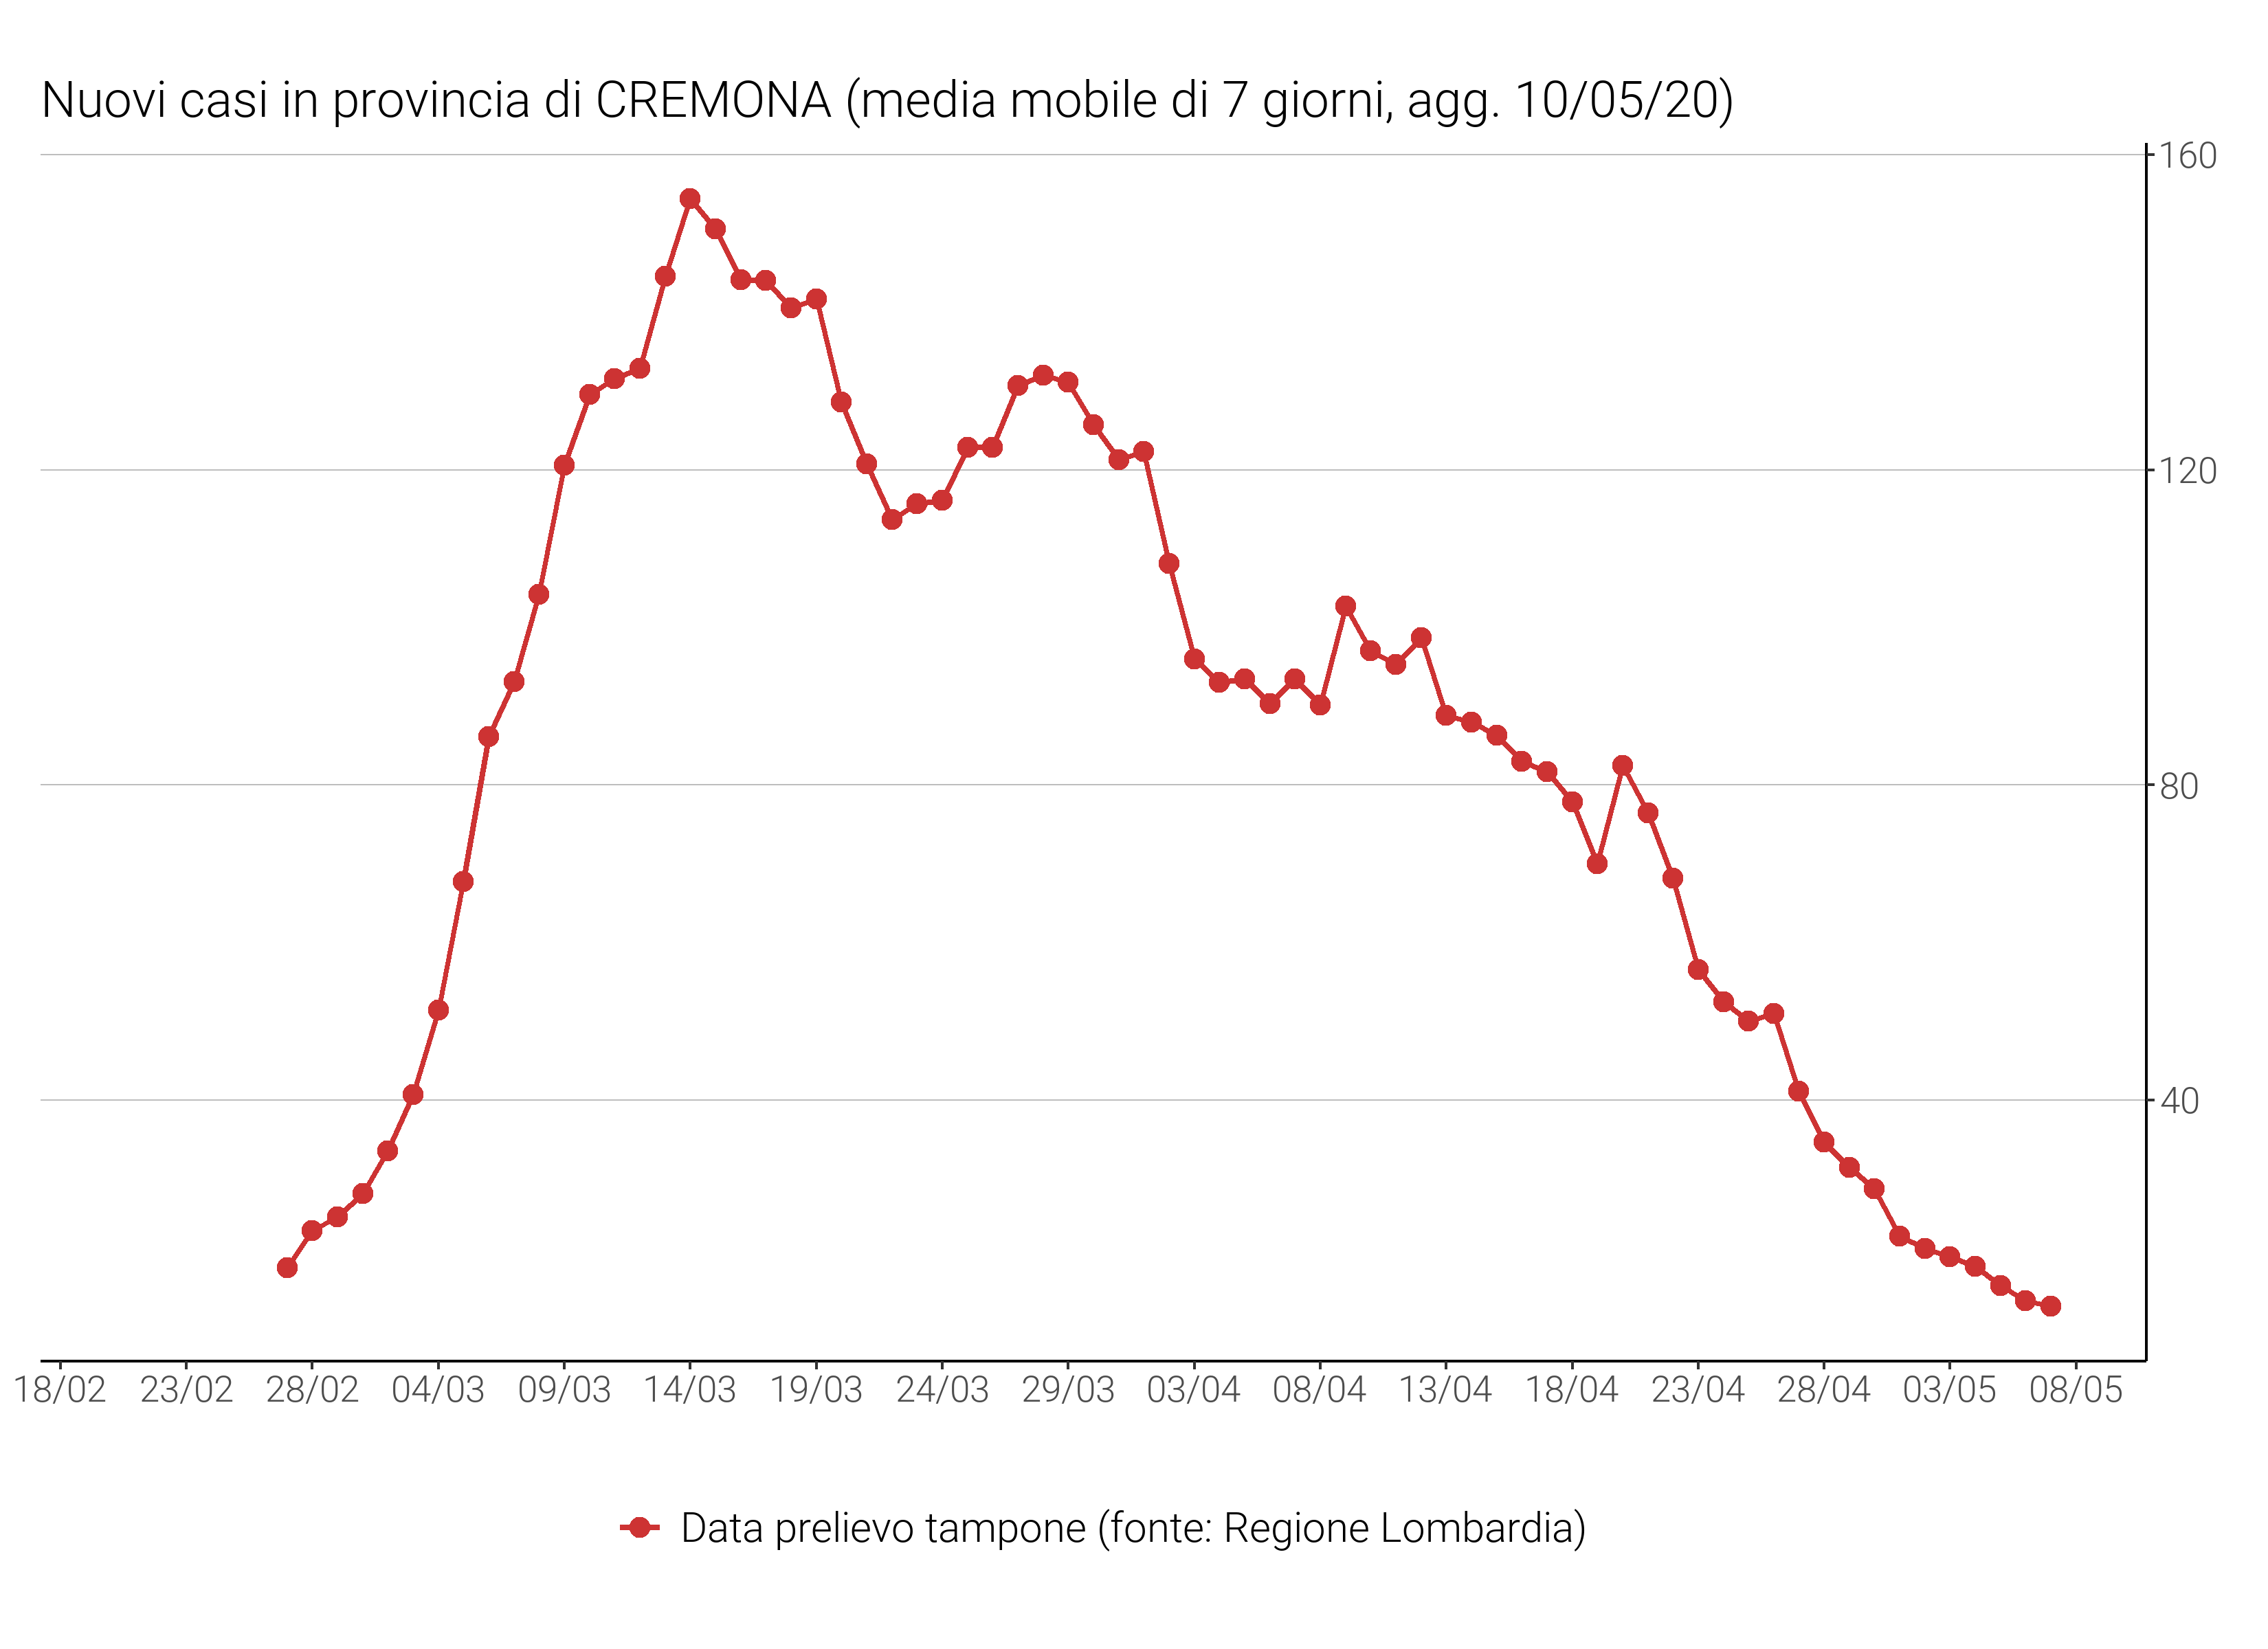 Nuovi casi in provincia di CREMONA (media mobile di 7 giorni, agg. 10/05/20)
160
120
80
40
18/02 23/02 28/02 04/03 09/03 14/03 19/03 24/03 29/03 03/04 08/04 13/04 18/04 23/04 28/04 03/05 08/05
Data prelievo tampone (fonte: Regione Lombardia)